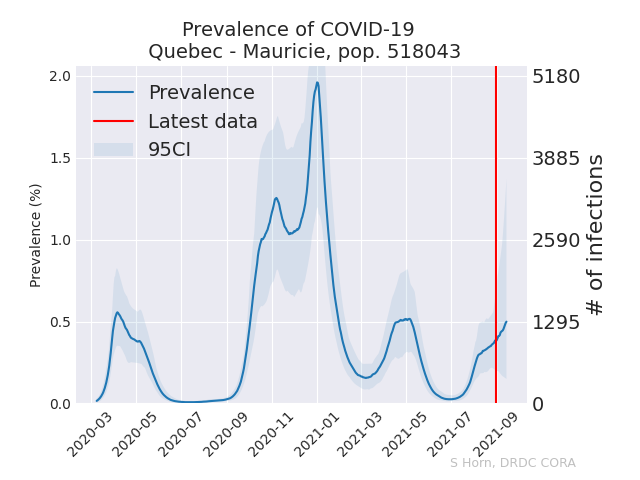 Prevalence of COVID-19
Quebec - Mauricie, pop. 518043
Prevalence
Latest data
95CI
Prevalence (%)
2.0
1.5
1.0
0.5
0.0
5180
3885
2590
1295
0
# of infections
2020-03
2020-05
2020-07
2020-09
2020-11
2021-01
2021-03
2021-05
2021-07
2021-09
S Horn, DRDC CORA